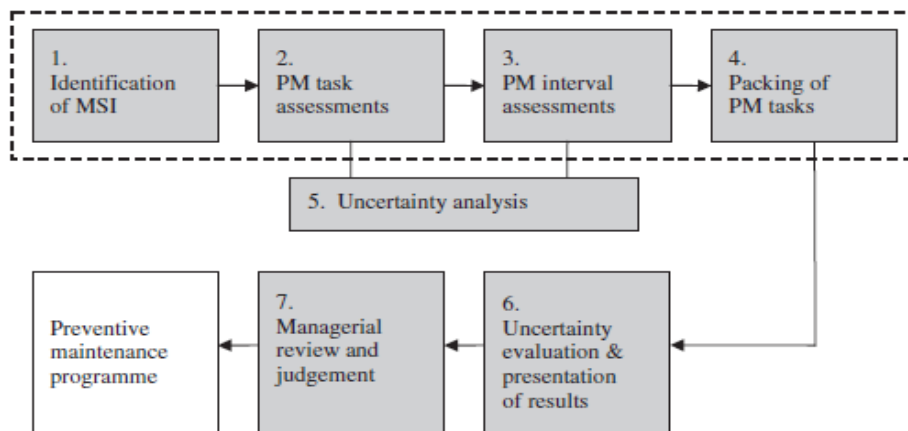 1.
Identification
of MSI
2.
PM task
assessments
3.
PM interval
assessments
4.
Packing of
PM tasks
5. Uncertainty analysis
Preventive
maintenance
programme
7.
Managerial
review and
judgement
6.
Uncertainty
evaluation &
presentation
of results